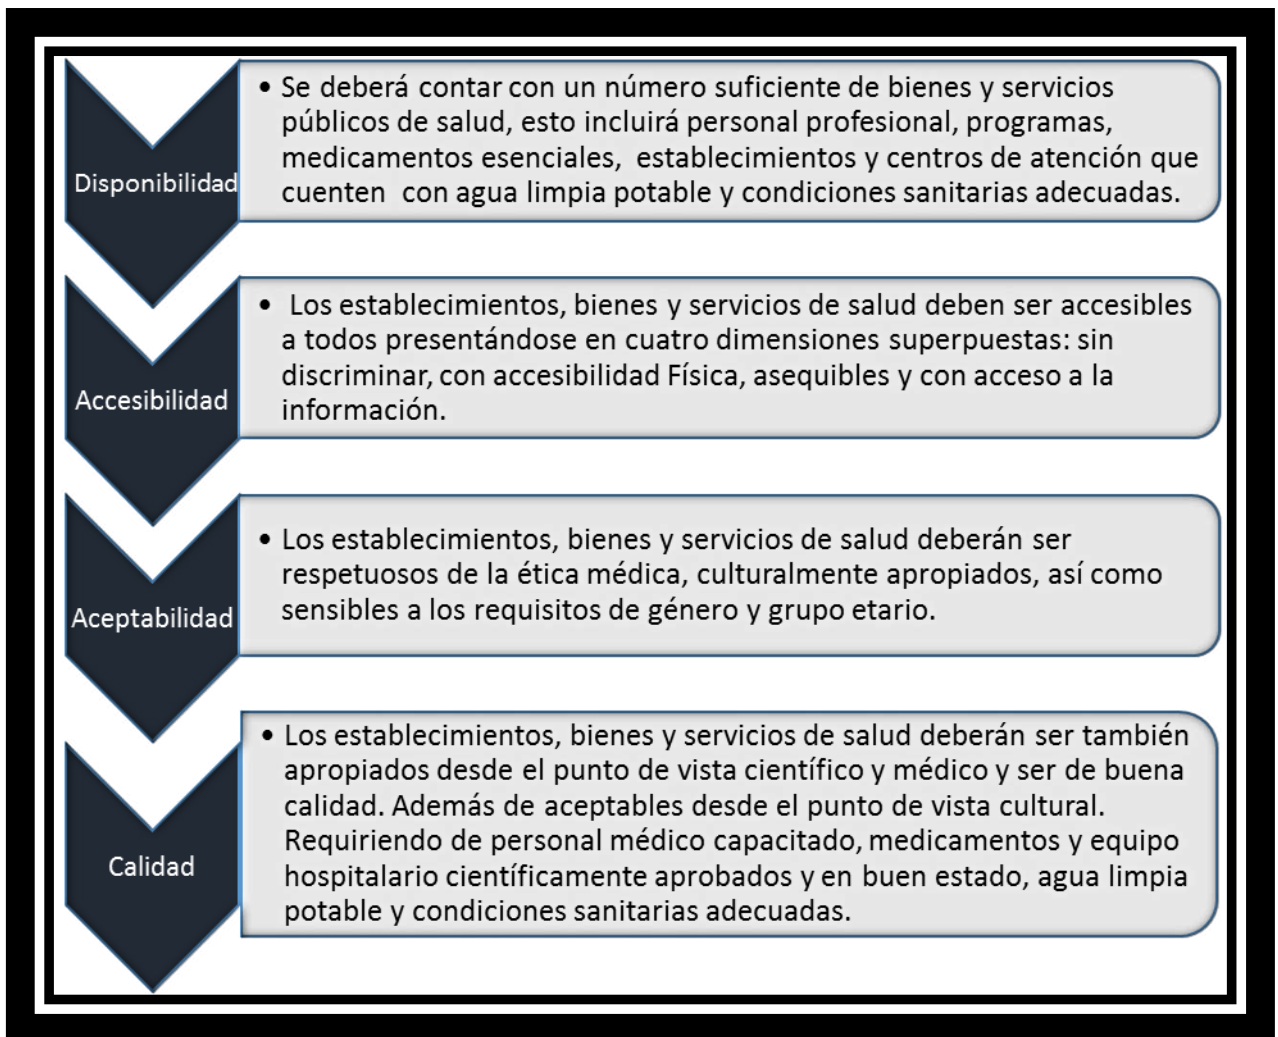 Disponibilidad
• Se deberá contar con un número suficiente de bienes y servicios
públicos de salud, esto incluirá personal profesional, programas,
medicamentos esenciales, establecimientos y centros de atención que
cuenten con agua limpia potable y condiciones sanitarias adecuadas.
Accesibilidad
• Los establecimientos, bienes y servicios de salud deben ser accesibles
a todos presentándose en cuatro dimensiones superpuestas: sin
discriminar, con accesibilidad Física, asequibles y con acceso a la
información.
Aceptabilidad
• Los establecimientos, bienes y servicios de salud deberán ser
respetuosos de la ética médica, culturalmente apropiados, así como
sensibles a los requisitos de género y grupo etario.
Calidad
• Los establecimientos, bienes y servicios de salud deberán ser también
apropiados desde el punto de vista científico y médico y ser de buena
calidad. Además de aceptables desde el punto de vista cultural.
Requiriendo de personal médico capacitado, medicamentos y equipo
hospitalario científicamente aprobados y en buen estado, agua limpia
potable y condiciones sanitarias adecuadas.